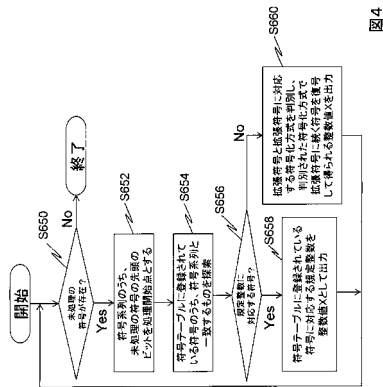 開始
S650
未処理の
符号が存在?
No
終了
Yes
S652
符号系列のうち、
未処理の符号の先頭の
ビットを処理開始点とする
S654
符号テーブルに登録されて
いる符号のうち、符号系列と
一致するものを探索
S656
規定整数に
対応する符号?
No
Yes
S658
符号テーブルに登録されている
符号に対応する規定整数を
整数値Xとして出力
S660
拡張符号と拡張符号に対応
する符号化方式を判別し、
判別された符号化方式で
拡張符号に続く符号を復号
して得られる整数値Xを出力
図4